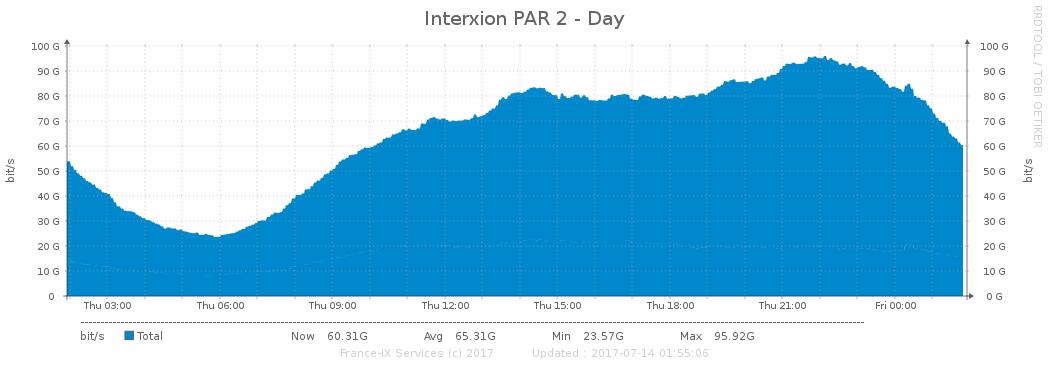 Interxion PAR 2 - Day
RRDTOOL / TOBI OETIKER
100 G 100 G
90 G 90 G
80 G 80 G
70 G 70 G
60 G 60 G
50 G 50 G
40 G 40 G
30 G 30 G
20 G 20 G
10 G 10 G
0 0 G
bit/s bit/s
Thu 03:00 Thu 06:00 Thu 09:00 Thu 12:00 Thu 15:00 Thu 18:00 Thu 21:00 Fri 00:00
bit/s Total Now 60.31G Avg 65.31G Min 23.57G Max 95.92G
France-IX Services (c) 2017 Updated : 2017-07-14 01:55:06